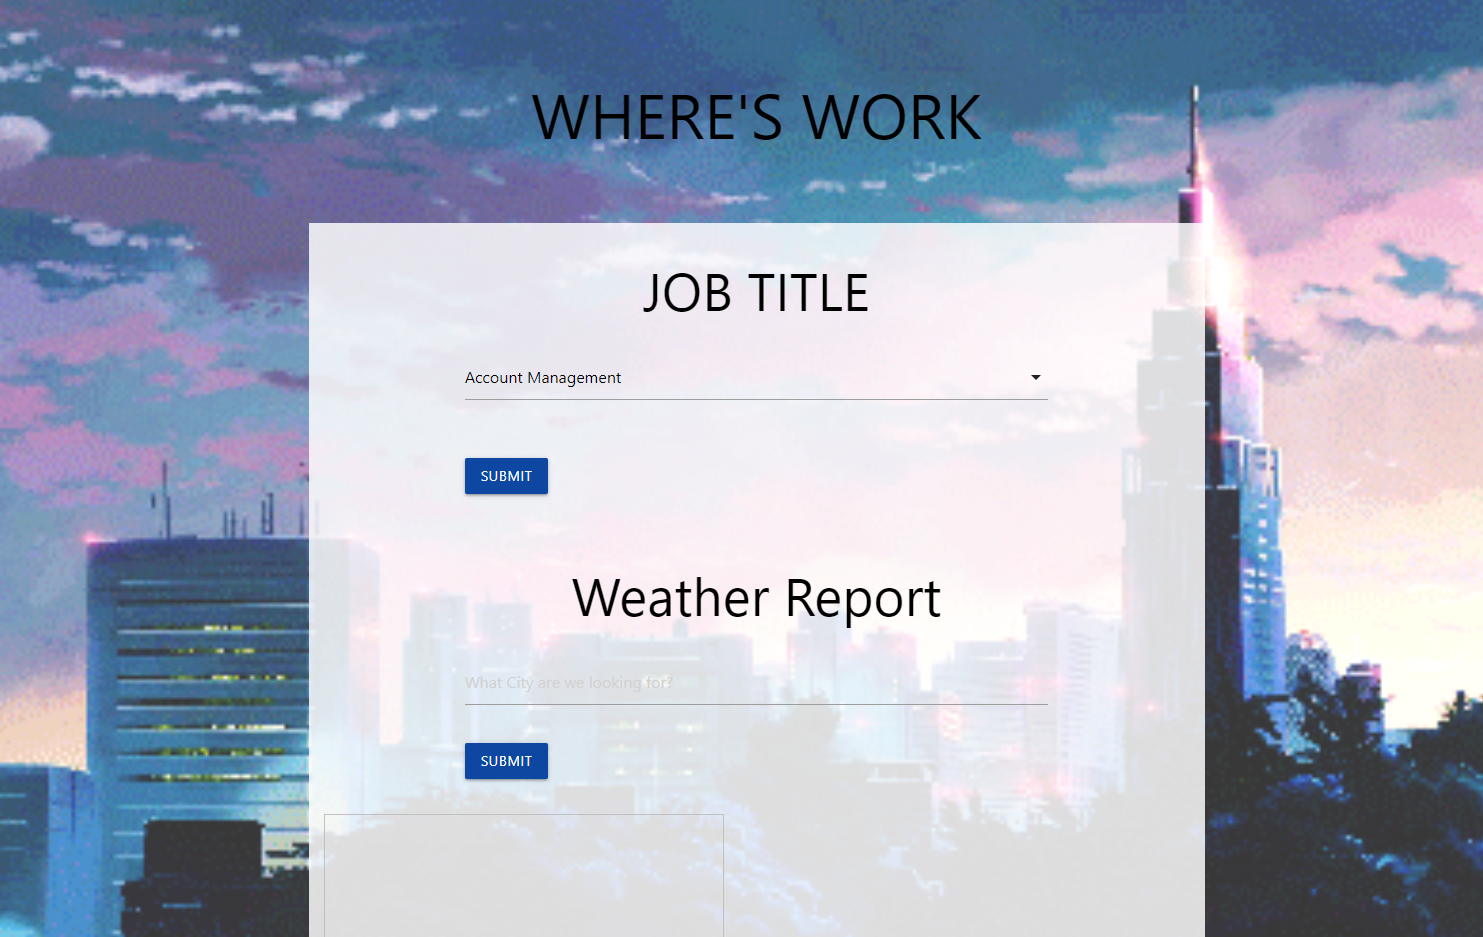 WHERE'S WORK
JOB TITLE
Account Management
SUBMIT
Weather Report
What City are we looking for?
SUBMIT